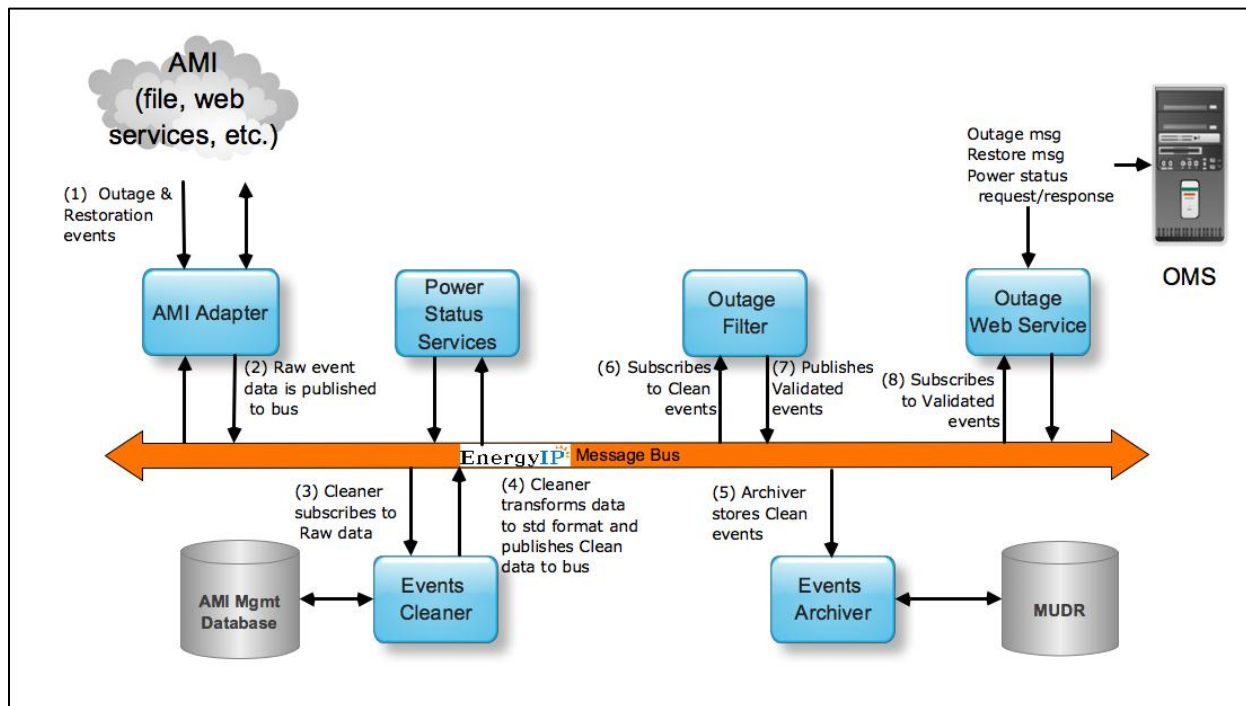 AMI
(file, web
services, etc.)
(1) Outage &
Restoration
events
Outage msg
Restore msg
Power status
request/response
OMS
AMI Adapter
Power
Status
Services
Outage
Filter
Outage
Web Service
(2) Raw event
data is published
to bus
(6) Subscribes
to Clean
events
(7) Publishes
Validated
events
(8) Subscribes
to Validated
events
EnergyIP Message Bus
(3) Cleaner
subscribes to
Raw data
(4) Cleaner
transforms data
to std format and
publishes Clean
data to bus
(5) Archiver
stores Clean
events
AMI Mgmt
Database
Events
Cleaner
Events
Archiver
MUDR